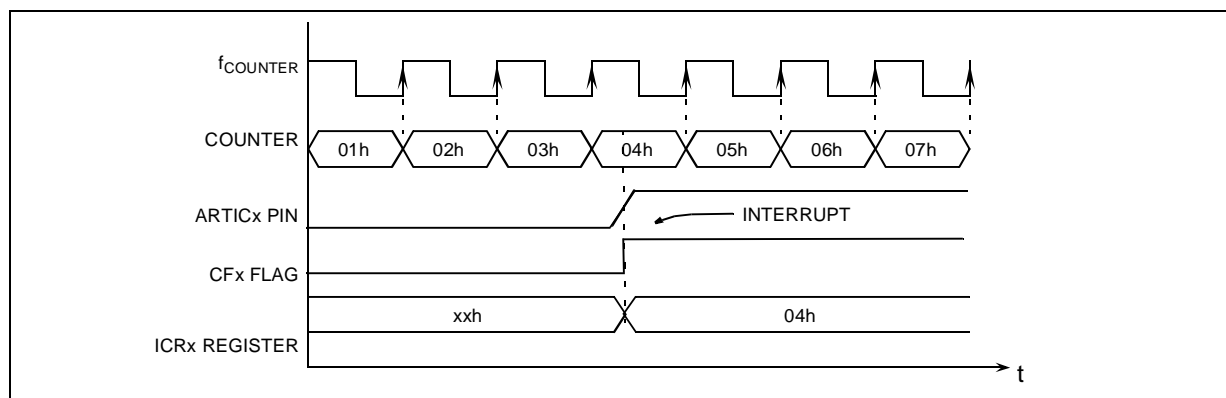 fCOUNTER
COUNTER
01h 02h 03h 04h 05h 06h 07h
ARTICx PIN
INTERRUPT
CFx FLAG
xxh 04h
ICRx REGISTER
t